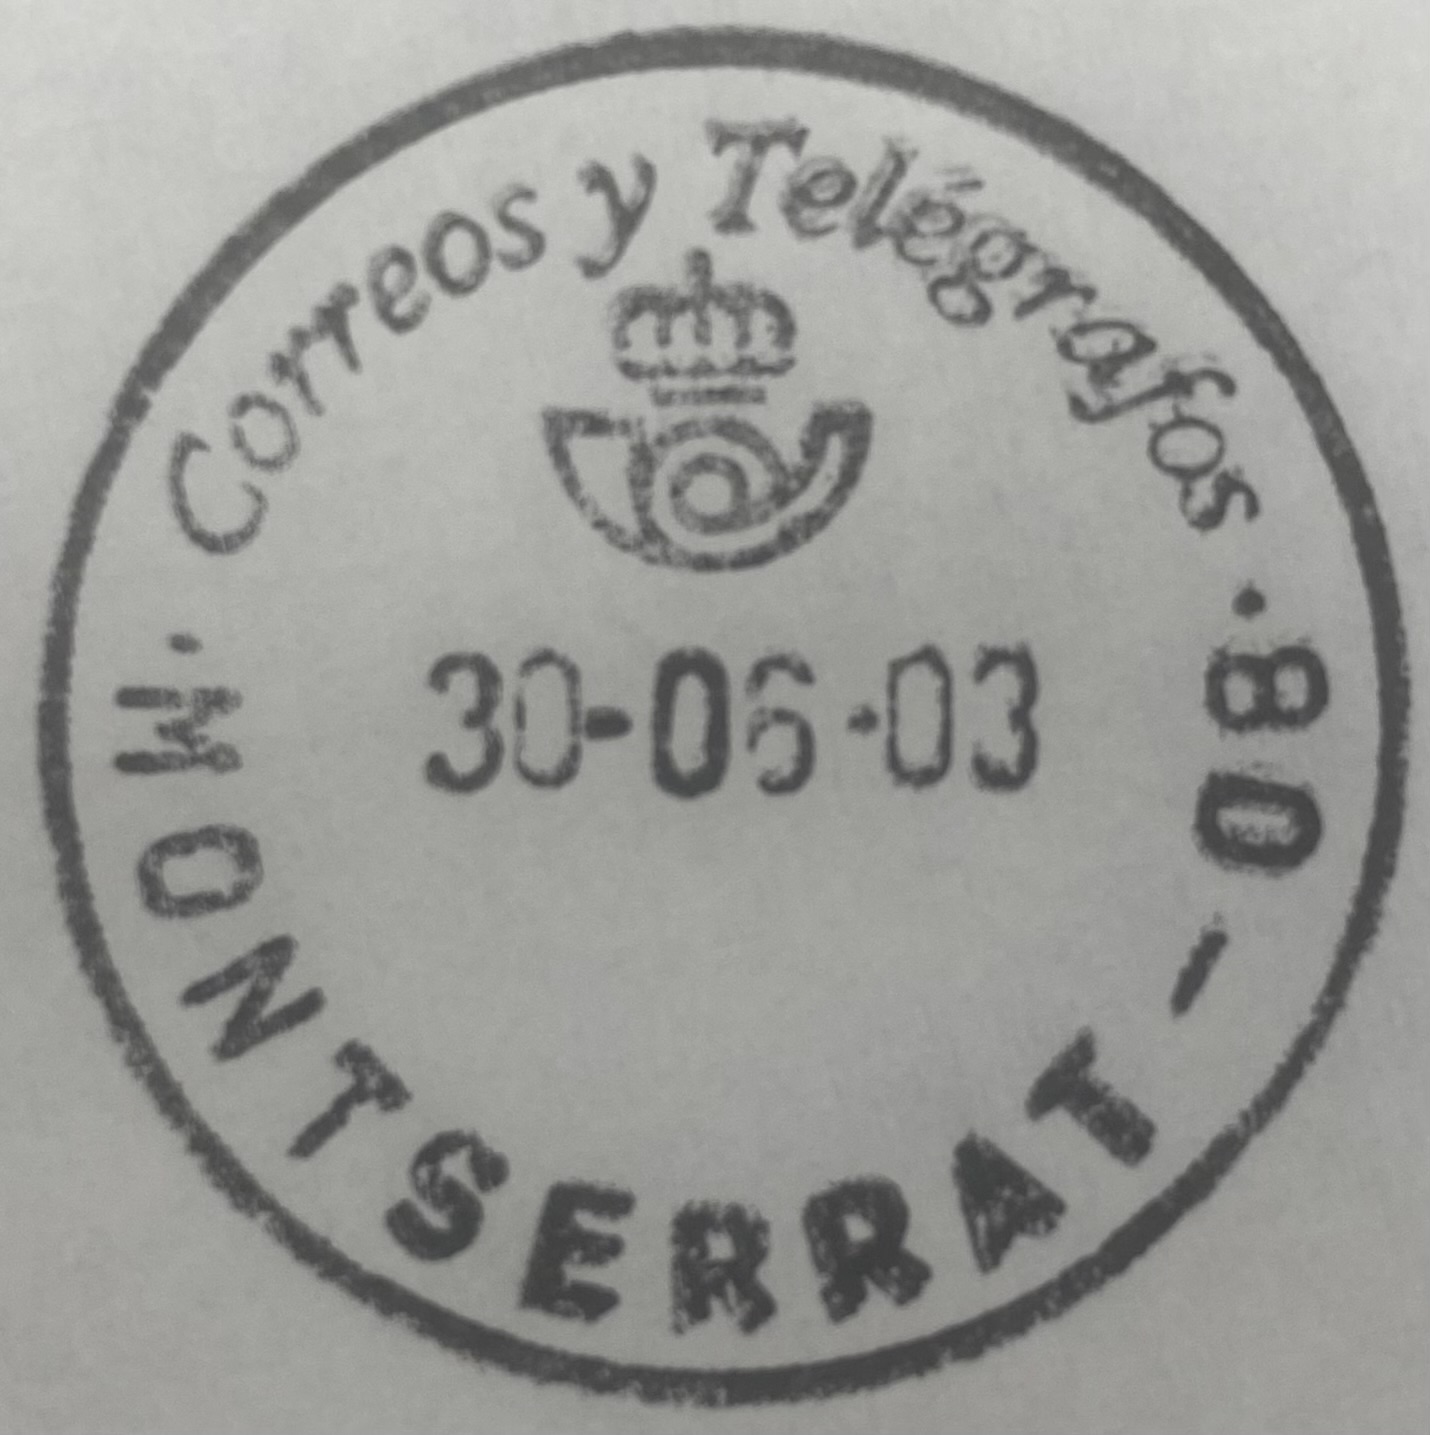 Correos y Telégrafos
30-06-03
MONTSERRAT - 08